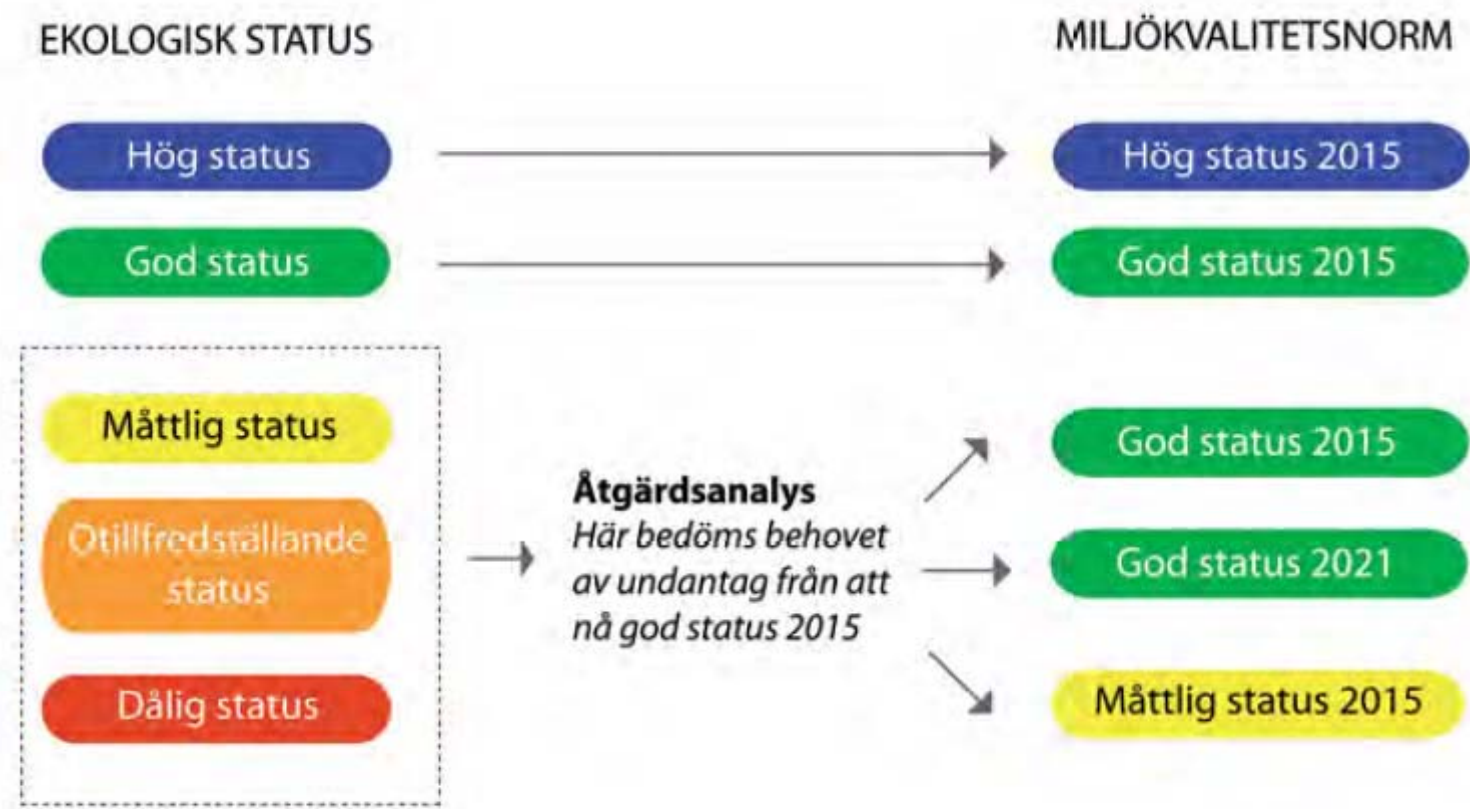 EKOLOGISK STATUS
MILJÖKVALITETSNORM
Hög status
Hög status 2015
God status
God status 2015
Måttlig status
Otillfredställande
status
Dålig status
Åtgärdsanalys
Här bedöms behovet
av undantag från att
nå god status 2015
God status 2015
God status 2021
Måttlig status 2015